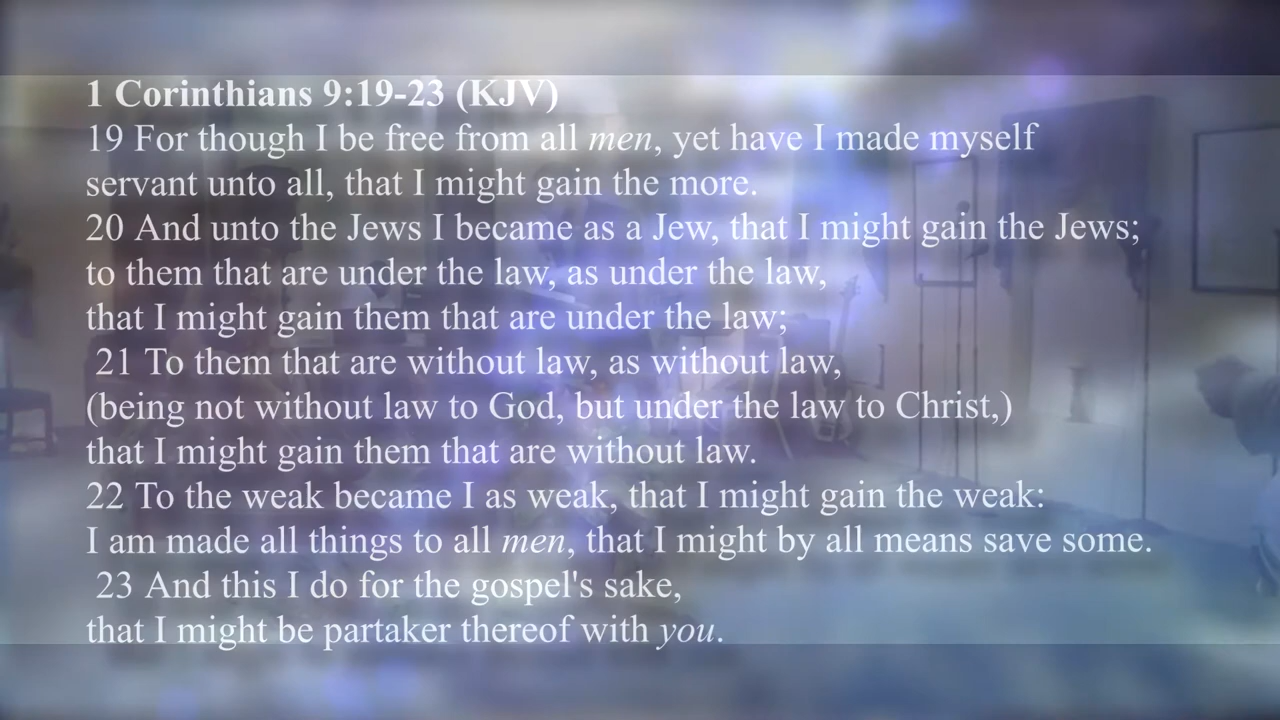 1 Corinthians 9:19-23 (KJV)
19 For though I be free from all men, yet have I made myself
servant unto all, that I might gain the more.
20 And unto the Jews I became as a Jew, that I might gain the Jews;
to them that are under the law, as under the law,
that I might gain them that are under the law;
21 To them that are without law, as without law,
(being not without law to God, but under the law to Christ,)
that I might gain them that are without law.
22 To the weak became I as weak, that I might gain the weak:
I am made all things to all men, that I might by all means save some.
23 And this I do for the gospel's sake,
that I might be partaker thereof with you.